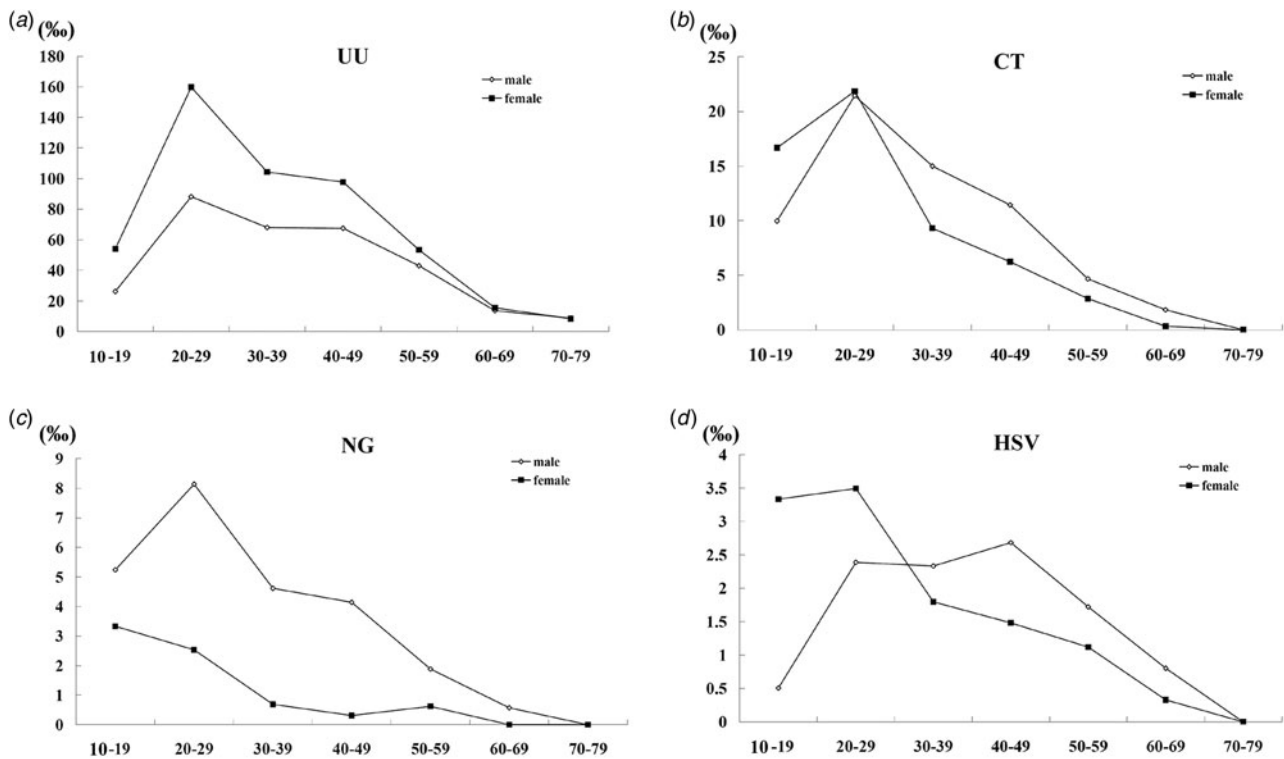 (a)
(‰)
UU
male
female
180
160
140
120
100
80
60
40
20
0
10-19 20-29 30-39 40-49 50-59 60-69 70-79
(b)
(‰)
CT
male
female
25
20
15
10
5
0
10-19 20-29 30-39 40-49 50-59 60-69 70-79
(c)
(‰)
NG
male
female
9
8
7
6
5
4
3
2
1
0
10-19 20-29 30-39 40-49 50-59 60-69 70-79
(d)
(‰)
HSV
male
female
4
3.5
3
2.5
2
1.5
1
0.5
0
10-19 20-29 30-39 40-49 50-59 60-69 70-79